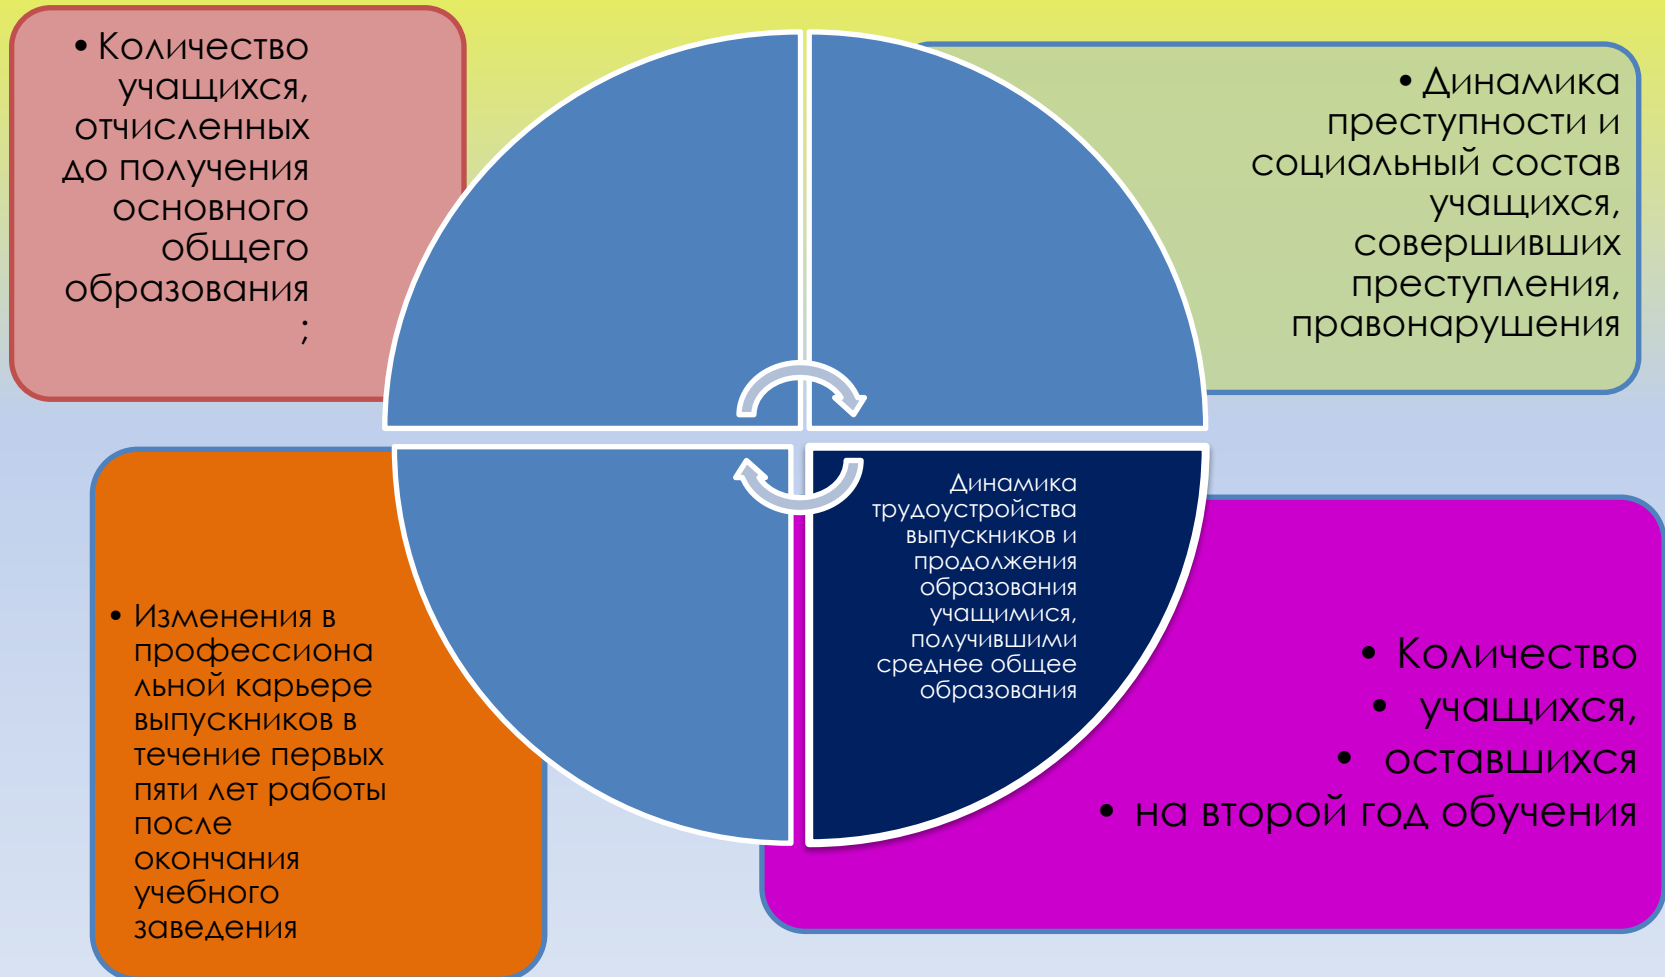 • Количество
учащихся,
отчисленных
до получения
основного
общего
образования
;
• Динамика
преступности и
социальный состав
учащихся,
совершивших
преступления,
правонарушения
• Изменения в
профессиона
льной карьере
выпускников в
течение первых
пяти лет работы
после
окончания
учебного
заведения
Динамика
трудоустройства
выпускников и
продолжения
образования
учащимися,
получившими
среднее общее
образования
• Количество
• учащихся,
• оставшихся
• на второй год обучения